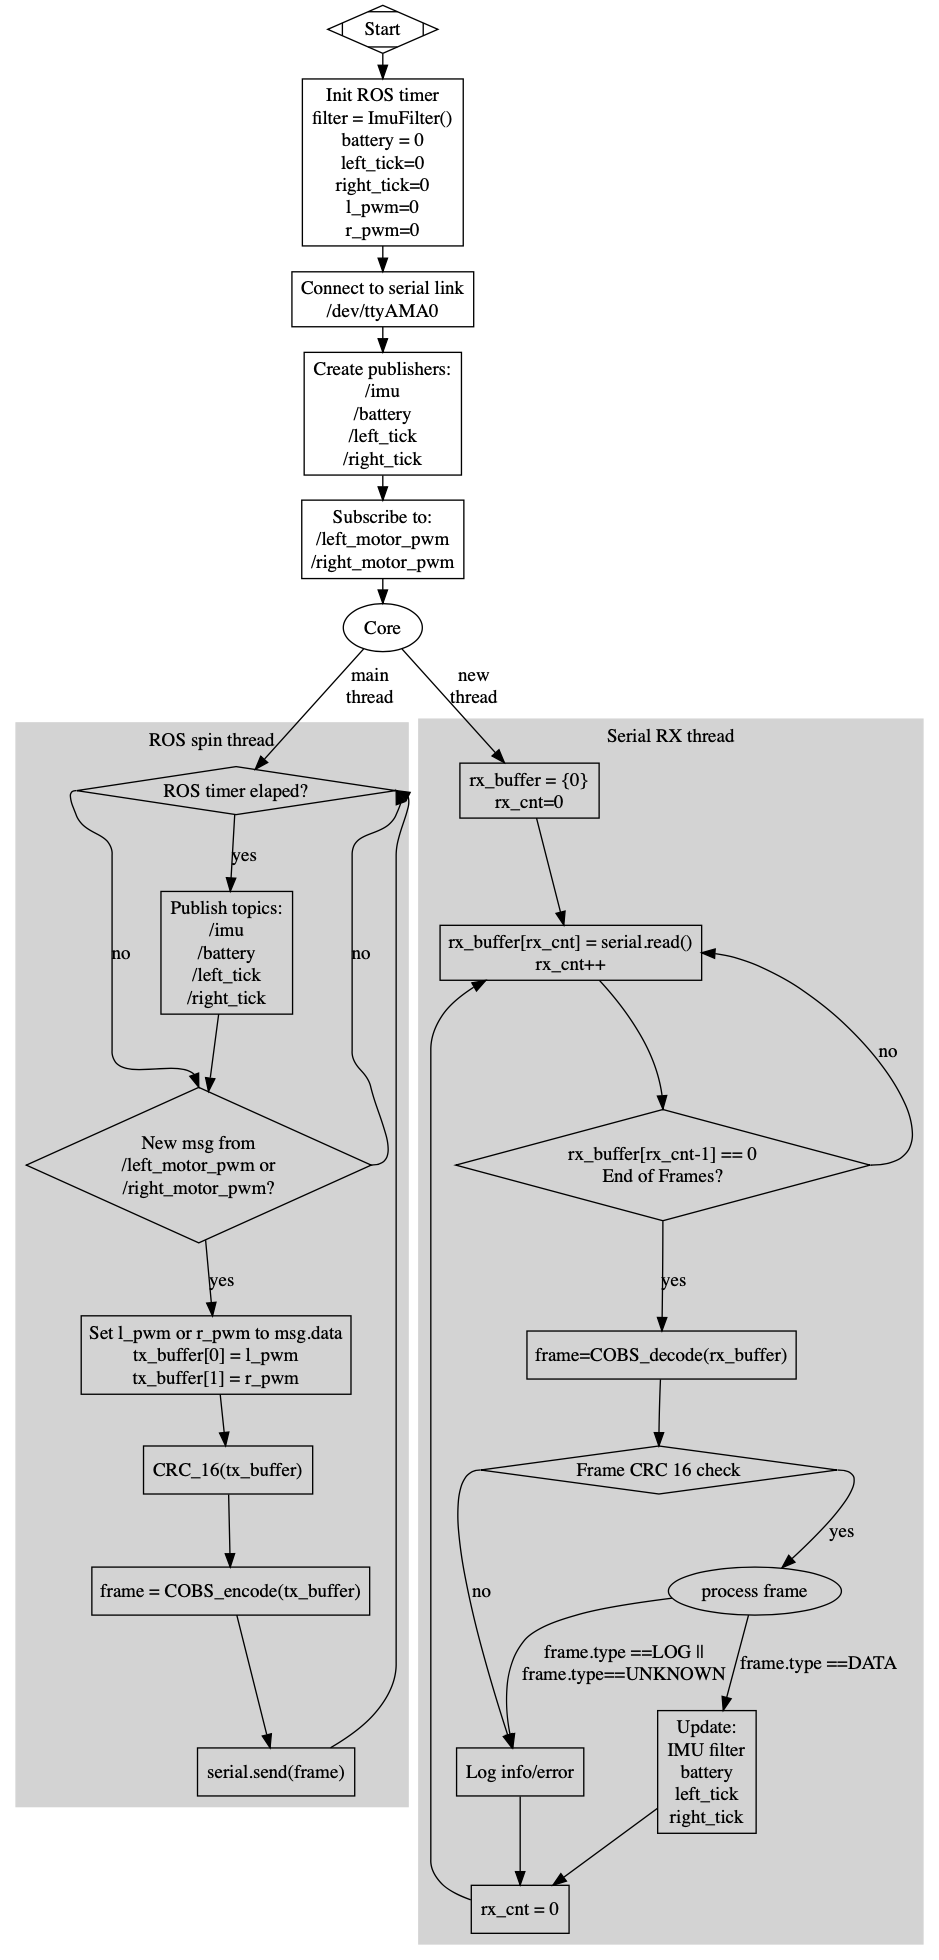 Start
Init ROS timer
filter = ImuFilter()
battery = 0
left_tick=0
right_tick=0
l_pwm=0
r_pwm=0
Connect to serial link
/dev/ttyAMA0
Create publishers:
/imu
/battery
/left_tick
/right_tick
Subscribe to:
/left_motor_pwm
/right_motor_pwm
Core
main
thread
new
thread
ROS spin thread
ROS timer elaped?
yes
no
no
Publish topics:
/imu
/battery
/left_tick
/right_tick
New msg from
/left_motor_pwm or
/right_motor_pwm?
yes
Set l_pwm or r_pwm to msg.data
tx_buffer[0] = l_pwm
tx_buffer[1] = r_pwm
CRC_16(tx_buffer)
frame = COBS_encode(tx_buffer)
serial.send(frame)
Serial RX thread
rx_buffer = {0}
rx_cnt=0
rx_buffer[rx_cnt] = serial.read()
rx_cnt++
no
rx_buffer[rx_cnt-1] == 0
End of Frames?
yes
frame=COBS_decode(rx_buffer)
Frame CRC 16 check
yes
no
process frame
frame.type ==LOG ||
frame.type==UNKNOWN
frame.type ==DATA
Update:
IMU filter
battery
left_tick
right_tick
Log info/error
rx_cnt = 0